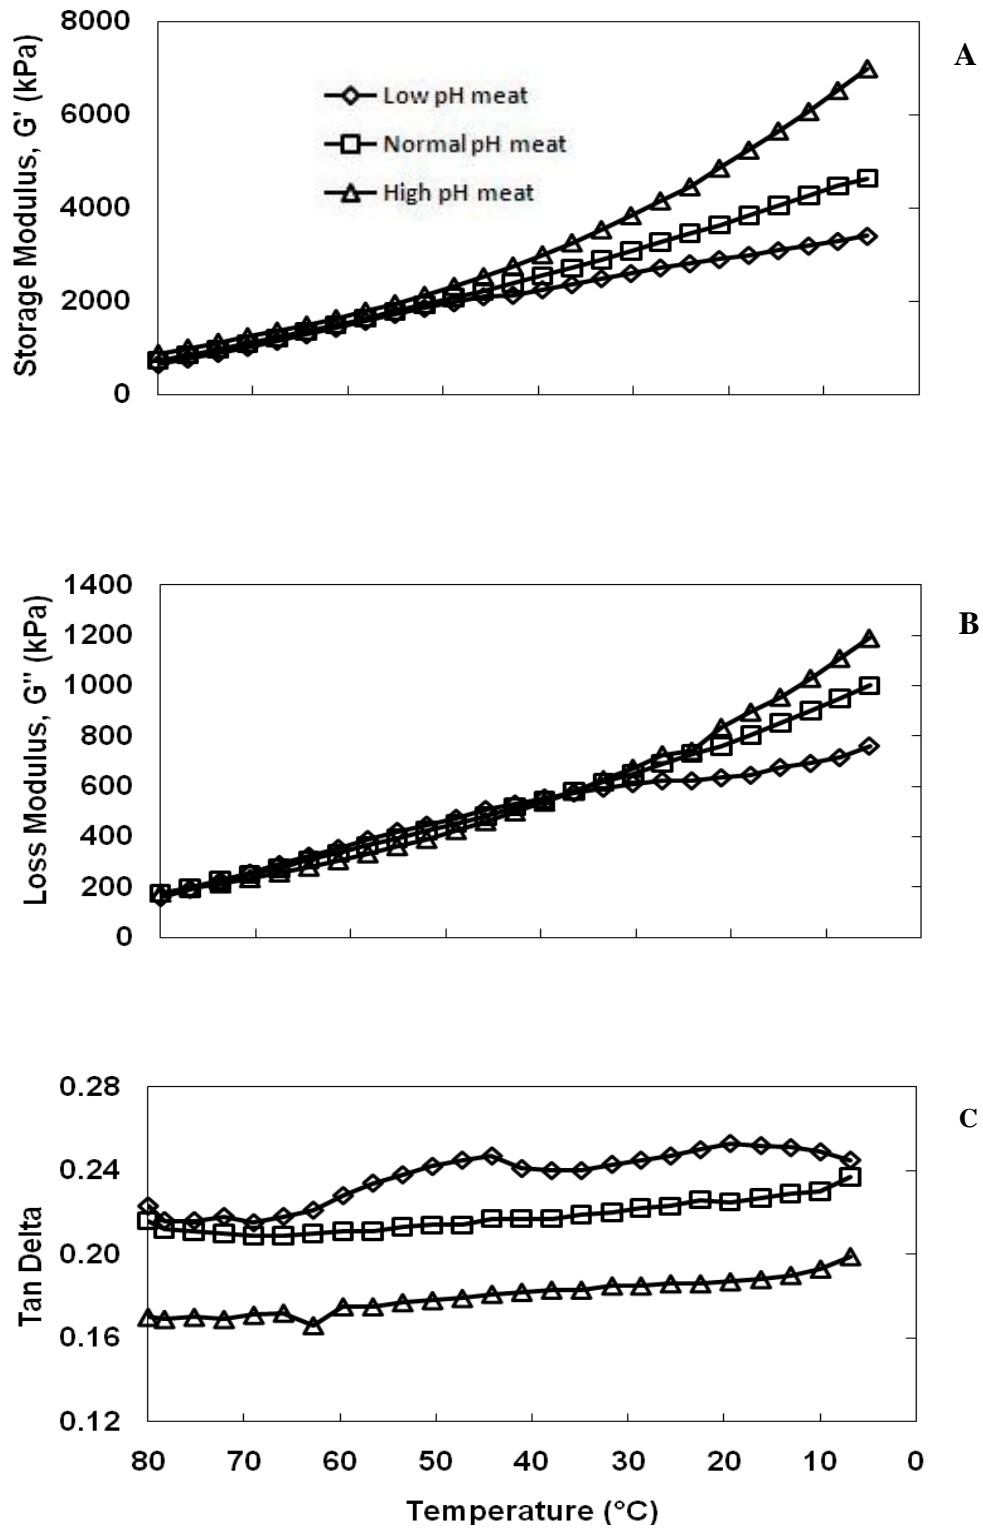 8000
6000
4000
2000
0
Storage Modulus, G' (kPa)
Low pH meat
Normal pH meat
High pH meat
A
1400
1200
1000
800
600
400
200
0
Loss Modulus, G" (kPa)
B
0.28
0.24
0.20
0.16
0.12
Tan Delta
C
80 70 60 50 40 30 20 10 0
Temperature (°C)